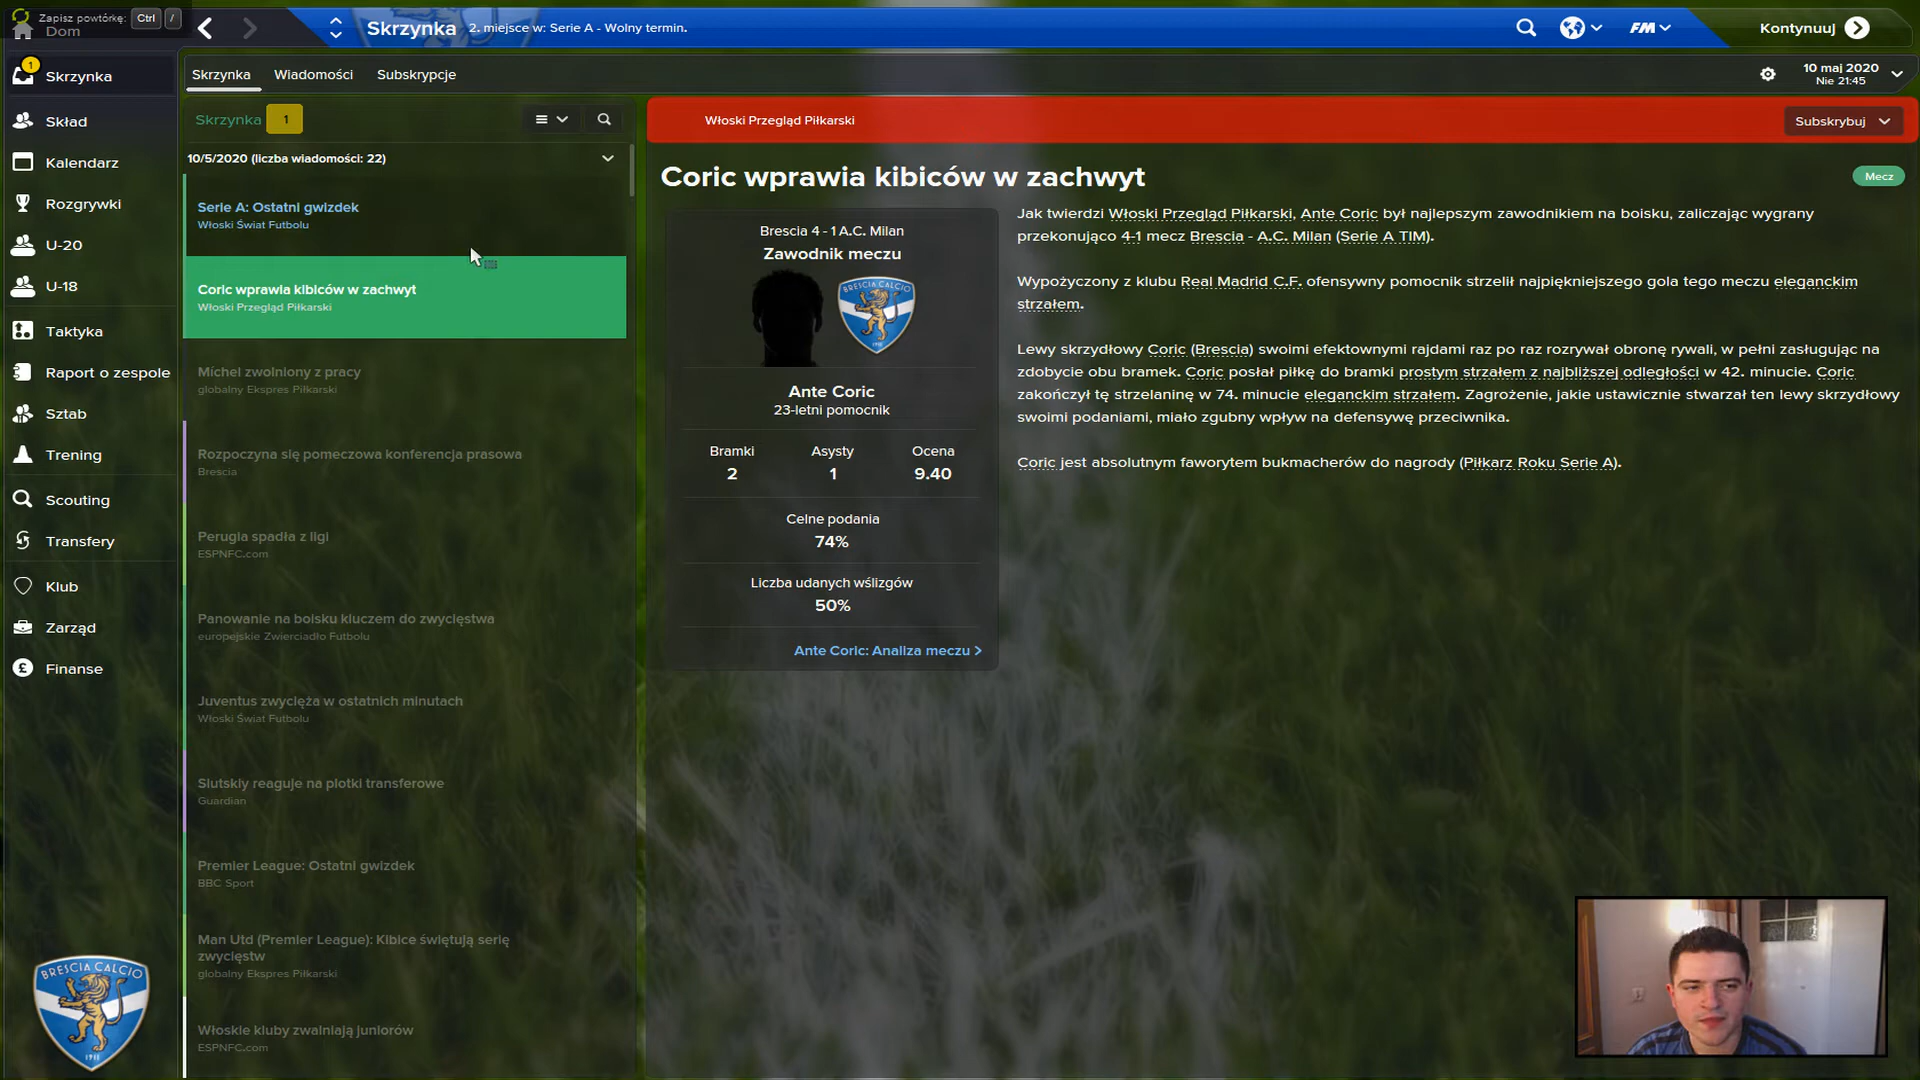 Zapisz powtórkę: Ctrl /
Dom
Skrzynka
2. miejsce w: Serie A - Wolny termin.
FM
Kontynuuj
1
Skrzynka
Skład
Kalendarz
Rozgrywki
U-20
U-18
Taktyka
Raport o zespole
Sztab
Trening
Scouting
Transfery
Klub
Zarząd
Finanse
BRESCIA CALCIO
1911
Skrzynka
Wiadomości
Subskrypcje
10 maj 2020
Nie 21:45
Skrzynka 1
10/5/2020 (liczba wiadomości: 22)
Serie A: Ostatni gwizdek
Włoski Świat Futbolu
Coric wprawia kibiców w zachwyt
Włoski Przegląd Piłkarski
Míchel zwolniony z pracy
globalny Ekspres Piłkarski
Rozpoczyna się pomeczowa konferencja prasowa
Brescia
Perugia spadła z ligi
ESPNFC.com
Panowanie na boisku kluczem do zwycięstwa
europejskie Zwierciadło Futbolu
Juventus zwycięża w ostatnich minutach
Włoski Świat Futbolu
Slutskiy reaguje na plotki transferowe
Guardian
Premier League: Ostatni gwizdek
BBC Sport
Man Utd (Premier League): Kibice świętują serię
zwycięstw
globalny Ekspres Piłkarski
Włoskie kluby zwalniają juniorów
ESPNFC.com
Włoski Przegląd Piłkarski
Subskrybuj
Coric wprawia kibiców w zachwyt
Mecz
Brescia 4 - 1 A.C. Milan
Zawodnik meczu
BRESCIA CALCIO
1911
Ante Coric
23-letni pomocnik
Bramki
2
Asysty
1
Ocena
9.40
Celne podania
74%
Liczba udanych wślizgów
50%
Ante Coric: Analiza meczu >
Jak twierdzi Włoski Przegląd Piłkarski, Ante Coric był najlepszym zawodnikiem na boisku, zaliczając wygrany
przekonująco 4-1 mecz Brescia - A.C. Milan (Serie A TIM).
Wypożyczony z klubu Real Madrid C.F. ofensywny pomocnik strzelił najpiękniejszego gola tego meczu eleganckim
strzałem.
Lewy skrzydłowy Coric (Brescia) swoimi efektownymi rajdami raz po raz rozrywał obronę rywali, w pełni zasługując na
zdobycie obu bramek. Coric posłał piłkę do bramki prostym strzałem z najbliższej odległości w 42. minucie. Coric
zakończył tę strzelaninę w 74. minucie eleganckim strzałem. Zagrożenie, jakie ustawicznie stwarzał ten lewy skrzydłowy
swoimi podaniami, miało zgubny wpływ na defensywę przeciwnika.
Coric jest absolutnym faworytem bukmacherów do nagrody (Piłkarz Roku Serie A).